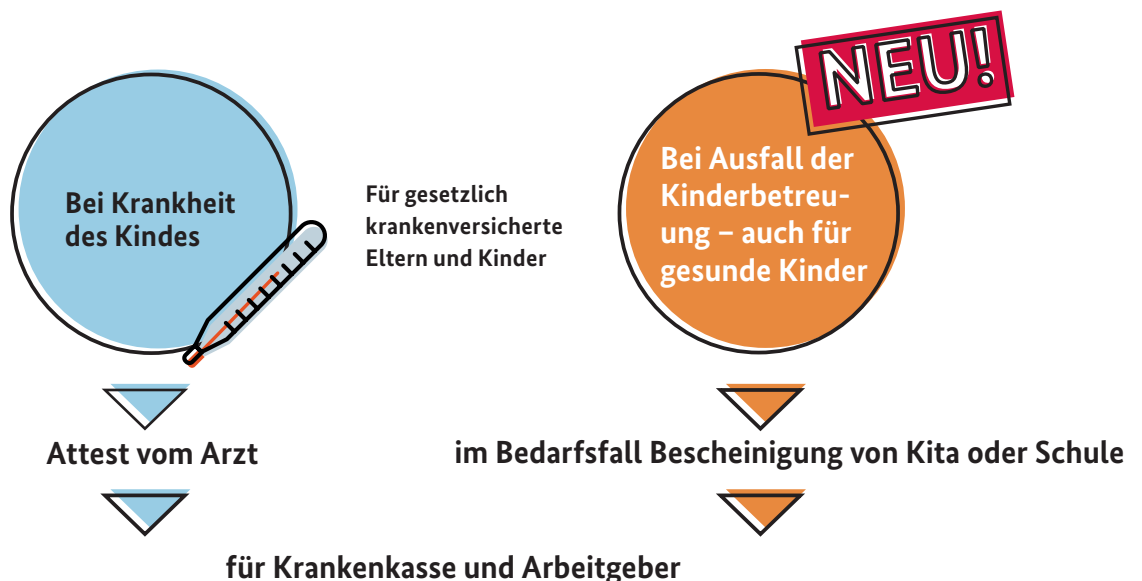 NEU!
Bei Krankheit
des Kindes
Für gesetzlich
krankenversicherte
Eltern und Kinder
Bei Ausfall der
Kinderbetreu-
ung – auch für
gesunde Kinder
Attest vom Arzt
im Bedarfsfall Bescheinigung von Kita oder Schule
für Krankenkasse und Arbeitgeber